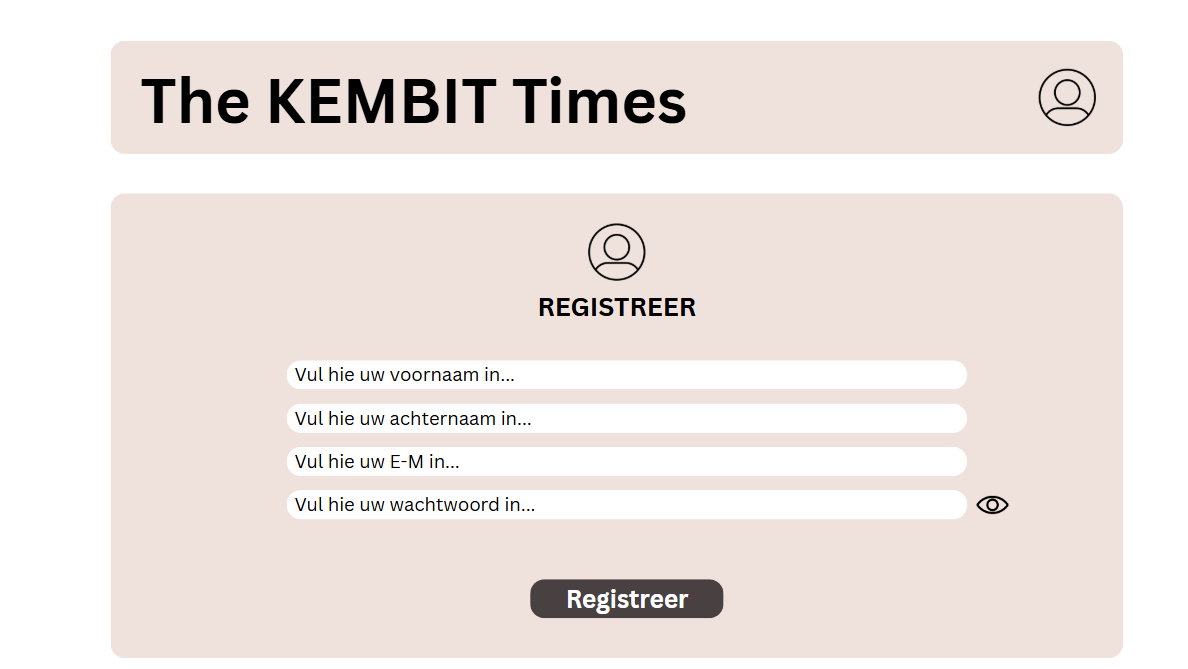 The KEMBIT Times
REGISTREER
Vul hie uw voornaam in...
Vul hie uw achternaam in...
Vul hie uw E-M in...
Vul hie uw wachtwoord in...
Registreer